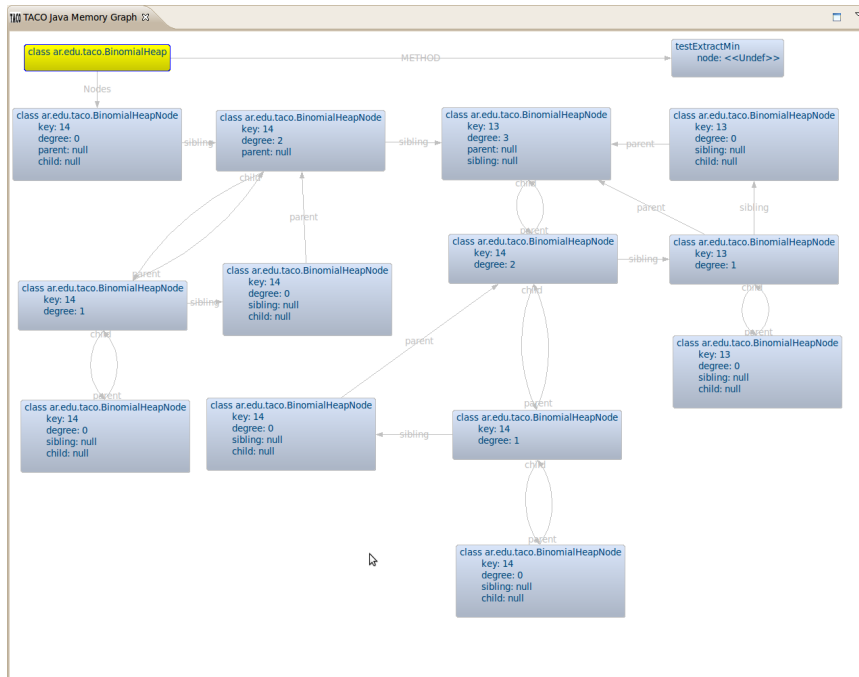 TACO TACO Java Memory Graph
class ar.edu.taco.BinomialHeap
METHOD
testExtractMin
node: <<Undef>>
Nodes
class ar.edu.taco.BinomialHeapNode
key: 14
degree: 0
parent: null
child: null
sibling
class ar.edu.taco.BinomialHeapNode
key: 14
degree: 2
parent: null
sibling
class ar.edu.taco.BinomialHeapNode
key: 13
degree: 3
parent: null
sibling: null
parent
class ar.edu.taco.BinomialHeapNode
key: 13
degree: 0
sibling: null
child: null
child
parent
child
parent
parent
sibling
class ar.edu.taco.BinomialHeapNode
key: 14
degree: 2
sibling
class ar.edu.taco.BinomialHeapNode
key: 13
degree: 1
parent
class ar.edu.taco.BinomialHeapNode
key: 14
degree: 1
sibling
class ar.edu.taco.BinomialHeapNode
key: 14
degree: 0
sibling: null
child: null
child
child
child
parent
parent
class ar.edu.taco.BinomialHeapNode
key: 13
degree: 0
sibling: null
child: null
parent
class ar.edu.taco.BinomialHeapNode
key: 14
degree: 0
sibling: null
child: null
class ar.edu.taco.BinomialHeapNode
key: 14
degree: 0
sibling: null
child: null
sibling
parent
class ar.edu.taco.BinomialHeapNode
key: 14
degree: 1
child
parent
class ar.edu.taco.BinomialHeapNode
key: 14
degree: 0
sibling: null
child: null